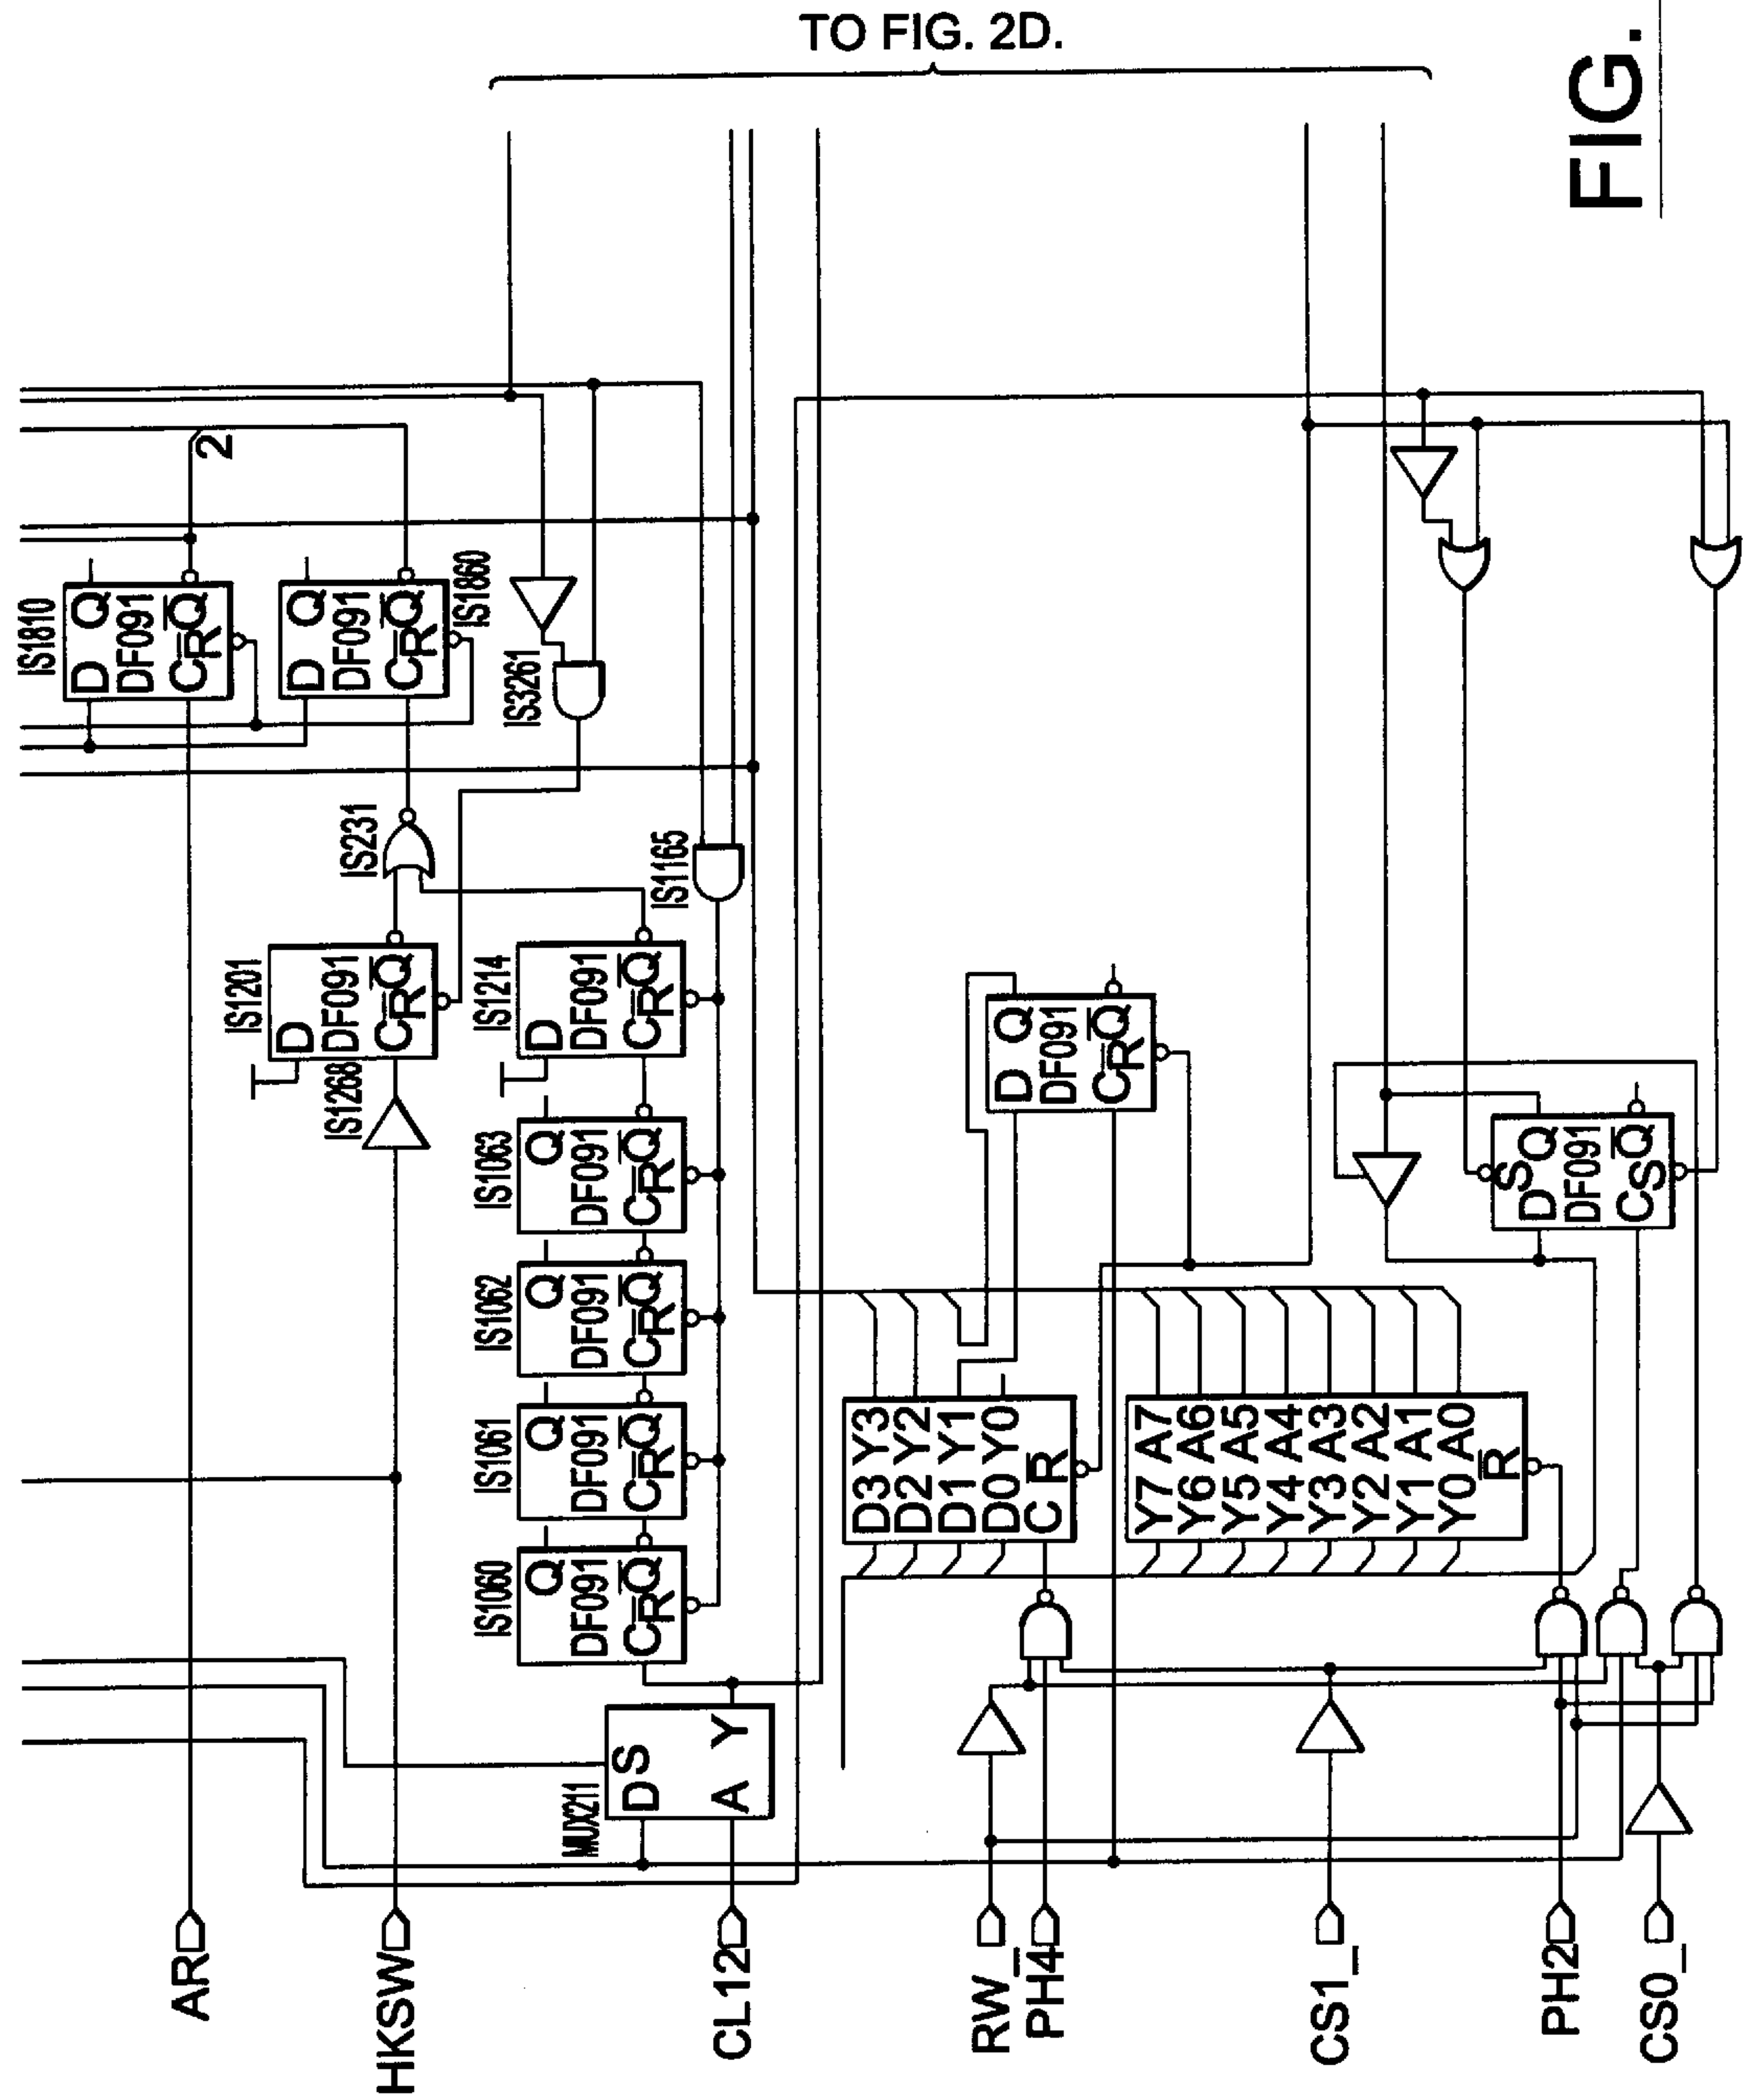 TO FIG. 2D.
FIG.
2
IS1810
D Q
DF091
C R Q
IS1860
D Q
DF091
C R Q
IS3261
IS231
IS1165
IS1201
D
DF091
C R Q
IS1268
IS1214
D
DF091
C R Q
IS1063
Q
DF091
C R Q
IS1062
Q
DF091
C R Q
IS1061
Q
DF091
C R Q
IS1060
Q
DF091
C R Q
MUX211
D S
A Y
D Q
DF091
C R Q
S
D Q
DF091
C S Q
D3 Y3
D2 Y2
D1 Y1
D0 Y0
C R
Y7 A7
Y6 A6
Y5 A5
Y4 A4
Y3 A3
Y2 A2
Y1 A1
Y0 A0
R
AR
HKSW
CL12
RW_
PH4
CS1_
PH2
CS0_